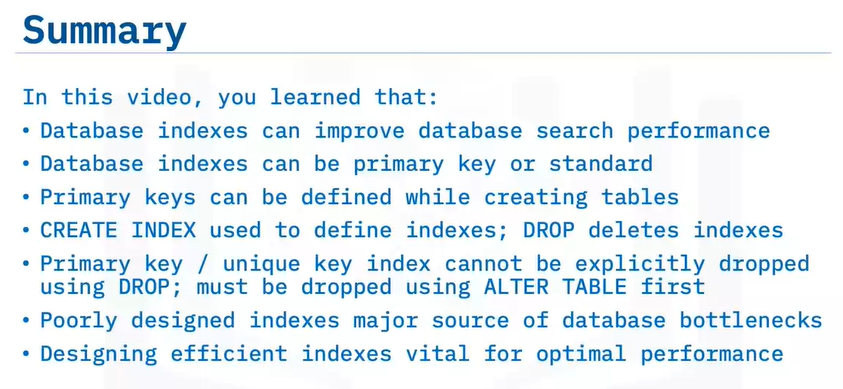 Summary
In this video, you learned that:
• Database indexes can improve database search performance
• Database indexes can be primary key or standard
• Primary keys can be defined while creating tables
• CREATE INDEX used to define indexes; DROP deletes indexes
• Primary key / unique key index cannot be explicitly dropped
using DROP; must be dropped using ALTER TABLE first
• Poorly designed indexes major source of database bottlenecks
• Designing efficient indexes vital for optimal performance